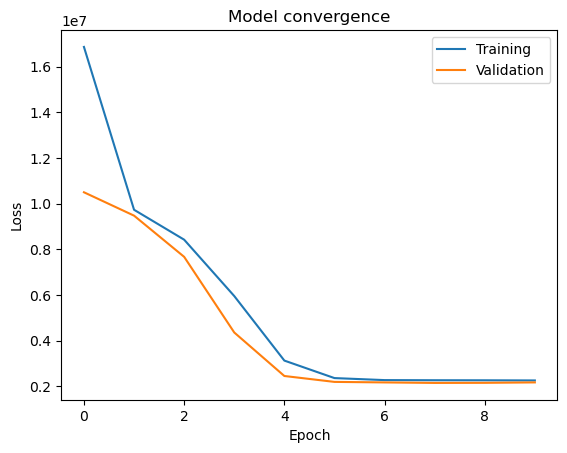 Model convergence
1e7
Training
Validation
1.6
1.4
1.2
1.0
0.8
0.6
0.4
0.2
Loss
0 2 4 6 8
Epoch